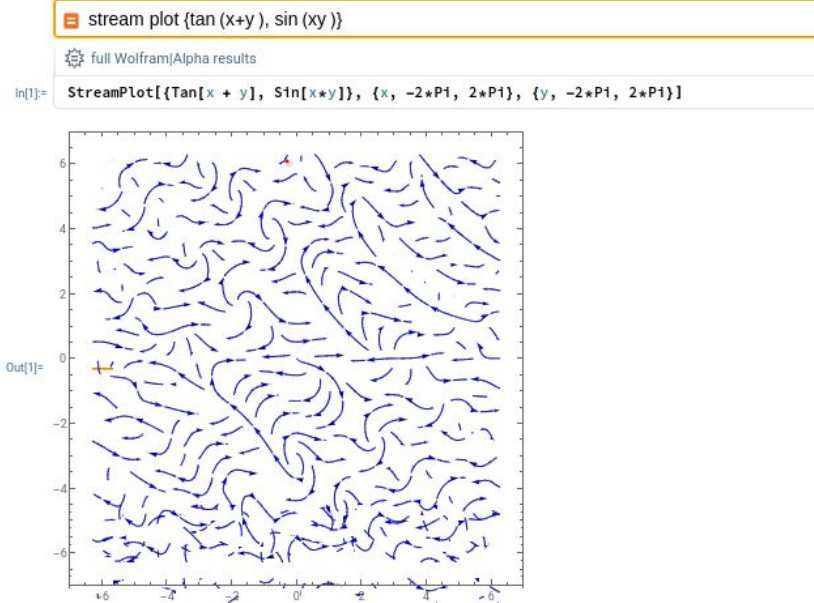 stream plot {tan (x+y ), sin (xy )}
full Wolfram|Alpha results
In[1]:= StreamPlot[{Tan[x + y], Sin[x*y]}, {x, -2*Pi, 2*Pi}, {y, -2*Pi, 2*Pi}]
6
4
2
0
Out[1]=
−2
−4
−6
−6 −4 −2 0 2 4 6